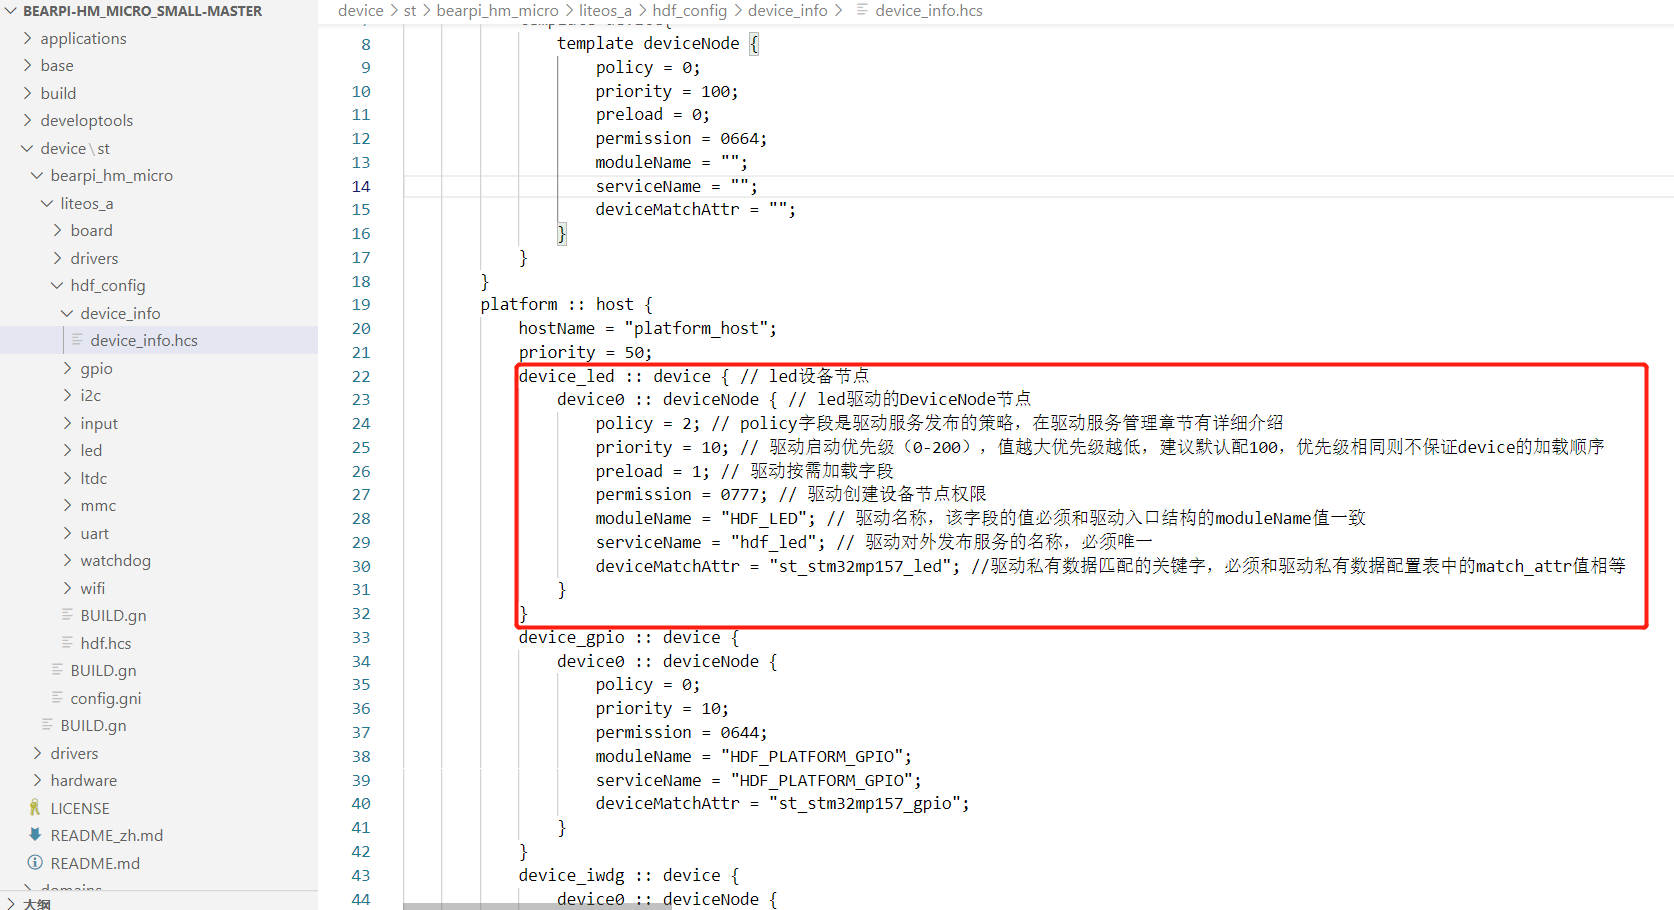 BEARPI-HM_MICRO_SMALL-MASTER
applications
base
build
developtools
device\st
bearpi_hm_micro
liteos_a
board
drivers
hdf_config
device_info
device_info.hcs
gpio
i2c
input
led
ltdc
mmc
uart
watchdog
wifi
BUILD.gn
hdf.hcs
BUILD.gn
config.gni
BUILD.gn
drivers
hardware
LICENSE
README_zh.md
README.md
domains
大纲
device > st > bearpi_hm_micro > liteos_a > hdf_config > device_info > device_info.hcs
template device{
8 template deviceNode {
9 policy = 0;
10 priority = 100;
11 preload = 0;
12 permission = 0664;
13 moduleName = "";
14 serviceName = "";
15 deviceMatchAttr = "";
16 }
17 }
18 }
19 platform :: host {
20 hostName = "platform_host";
21 priority = 50;
22 device_led :: device { // led设备节点
23 device0 :: deviceNode { // led驱动的DeviceNode节点
24 policy = 2; // policy字段是驱动服务发布的策略，在驱动服务管理章节有详细介绍
25 priority = 10; // 驱动启动优先级（0-200），值越大优先级越低，建议默认配100，优先级相同则不保证device的加载顺序
26 preload = 1; // 驱动按需加载字段
27 permission = 0777; // 驱动创建设备节点权限
28 moduleName = "HDF_LED"; // 驱动名称，该字段的值必须和驱动入口结构的moduleName值一致
29 serviceName = "hdf_led"; // 驱动对外发布服务的名称，必须唯一
30 deviceMatchAttr = "st_stm32mp157_led"; //驱动私有数据匹配的关键字，必须和驱动私有数据配置表中的match_attr值相等
31 }
32 }
33 device_gpio :: device {
34 device0 :: deviceNode {
35 policy = 0;
36 priority = 10;
37 permission = 0644;
38 moduleName = "HDF_PLATFORM_GPIO";
39 serviceName = "HDF_PLATFORM_GPIO";
40 deviceMatchAttr = "st_stm32mp157_gpio";
41 }
42 }
43 device_iwdg :: device {
44 device0 :: deviceNode {